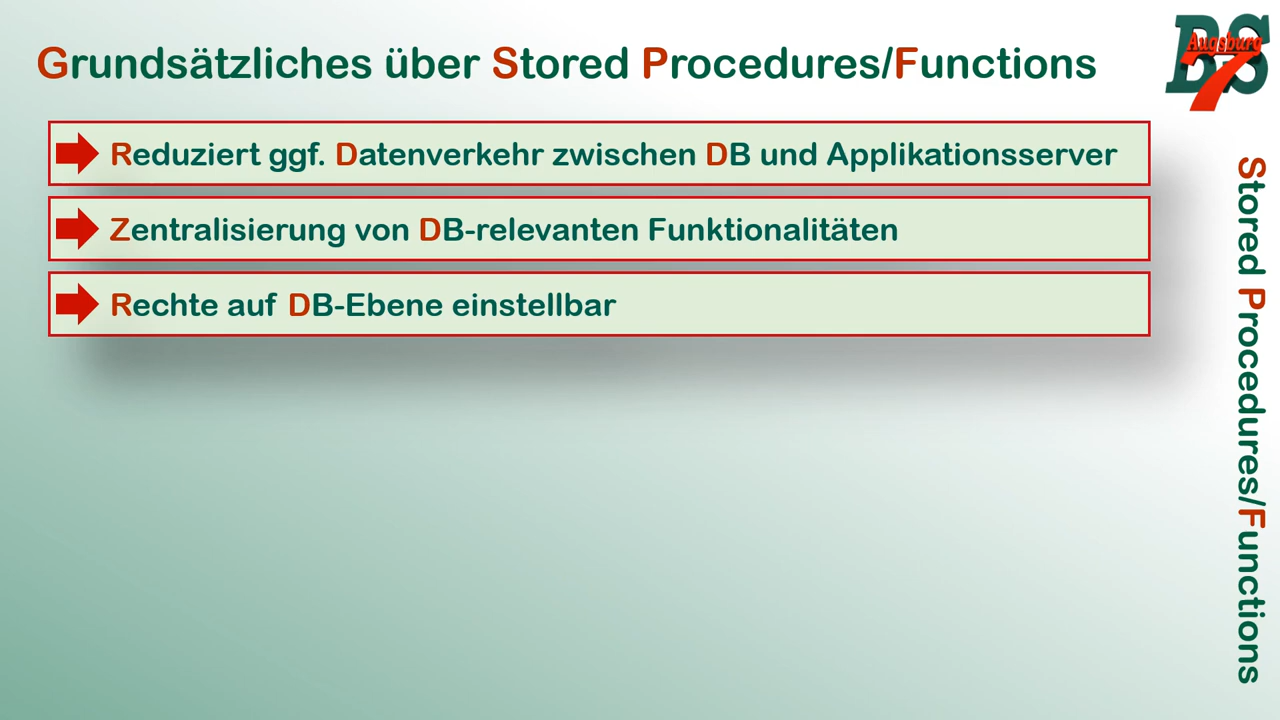 Grundsätzliches über Stored Procedures/Functions
BS
Augsburg
7
Reduziert ggf. Datenverkehr zwischen DB und Applikationsserver
Zentralisierung von DB-relevanten Funktionalitäten
Rechte auf DB-Ebene einstellbar
Stored Procedures/Functions